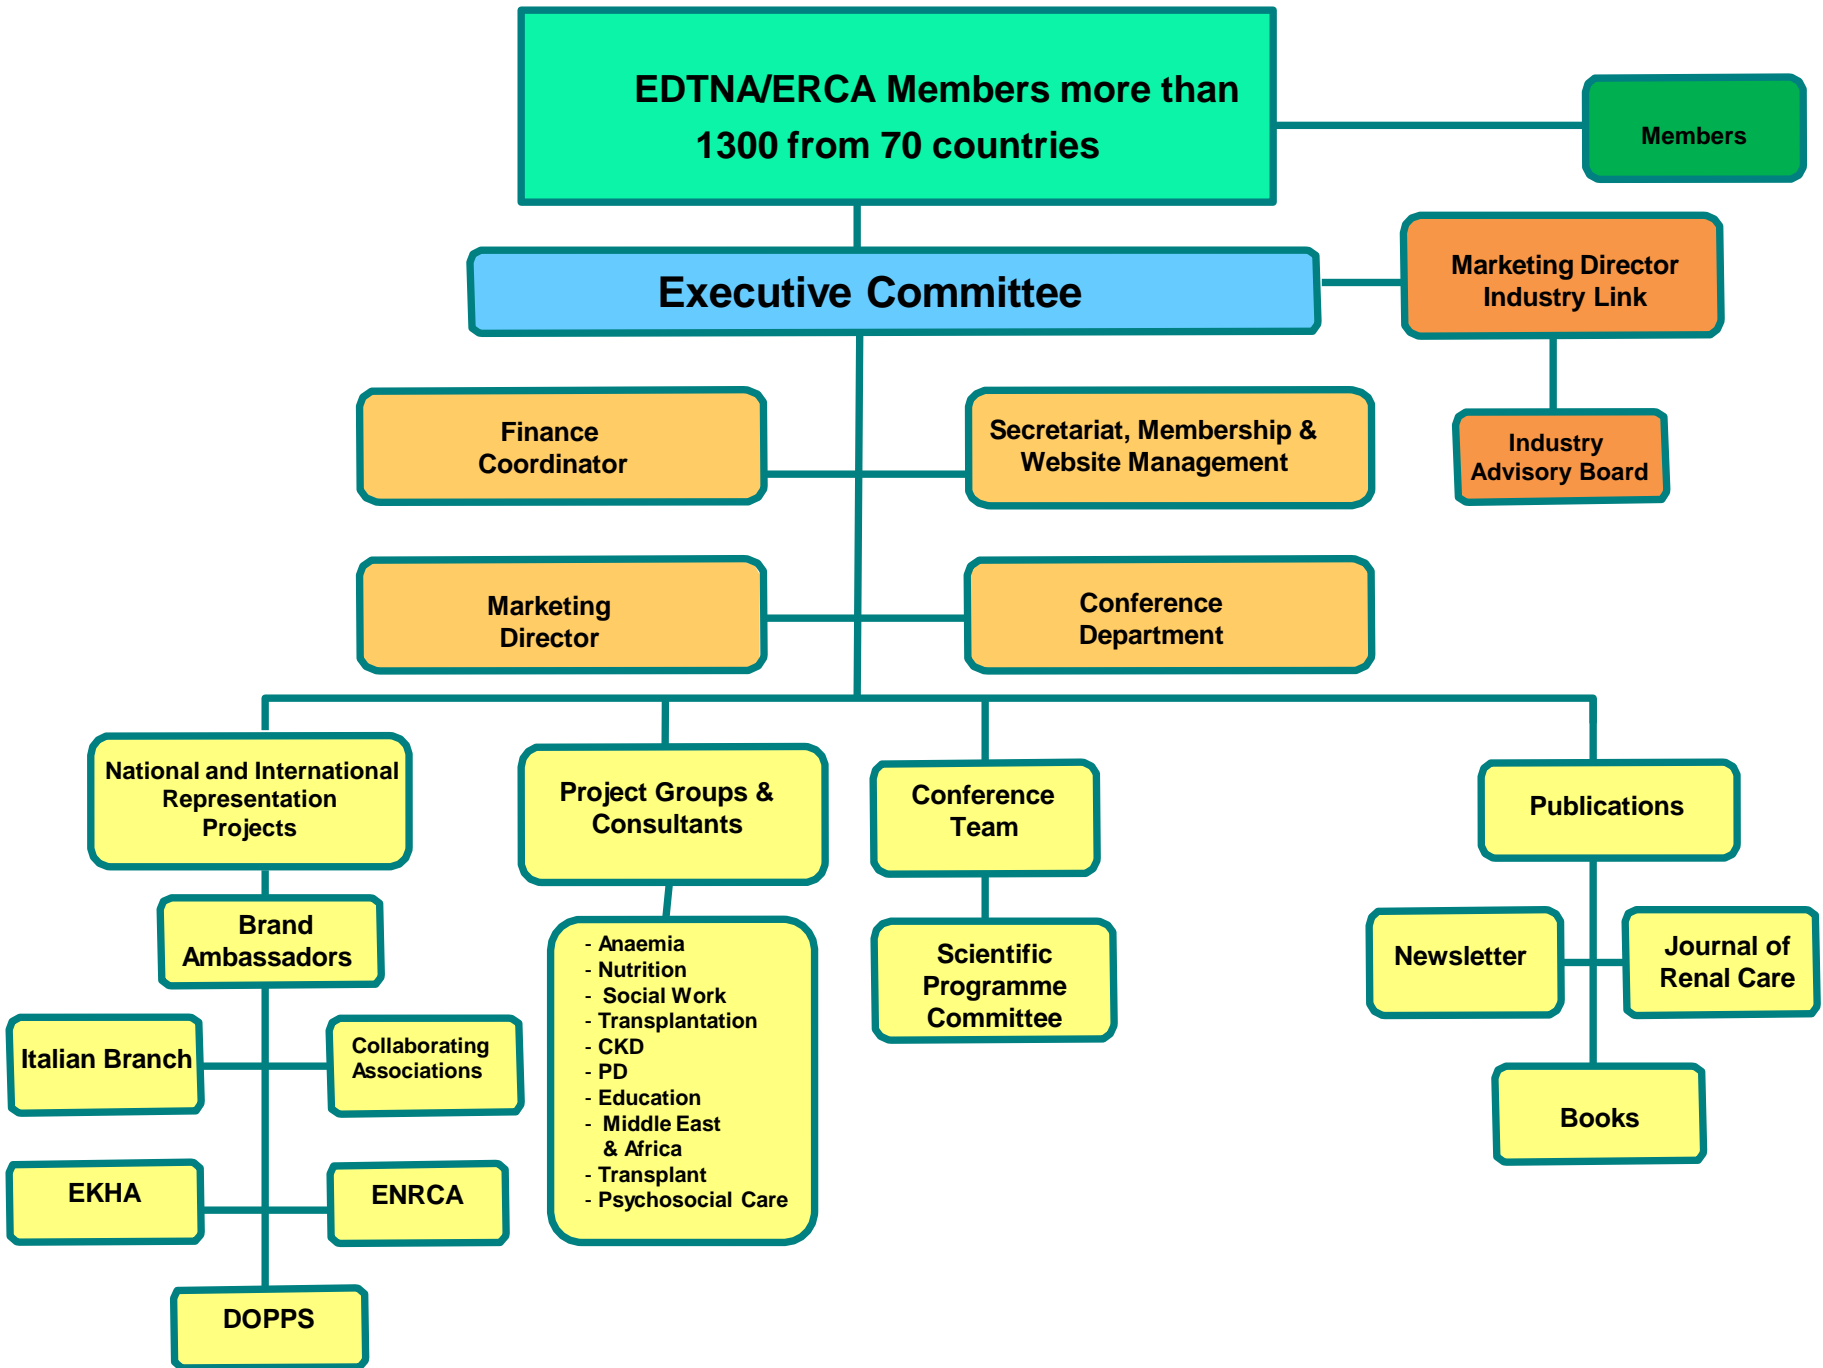 EDTNA/ERCA Members more than
1300 from 70 countries
Members
Executive Committee
Marketing Director
Industry Link
Industry
Advisory Board
Finance
Coordinator
Secretariat, Membership &
Website Management
Marketing
Director
Conference
Department
National and International
Representation
Projects
Project Groups &
Consultants
Conference
Team
Publications
Brand
Ambassadors
Italian Branch
Collaborating
Associations
EKHA
ENRCA
DOPPS
- Anaemia
- Nutrition
- Social Work
- Transplantation
- CKD
- PD
- Education
- Middle East
& Africa
- Transplant
- Psychosocial Care
Scientific
Programme
Committee
Newsletter
Journal of
Renal Care
Books